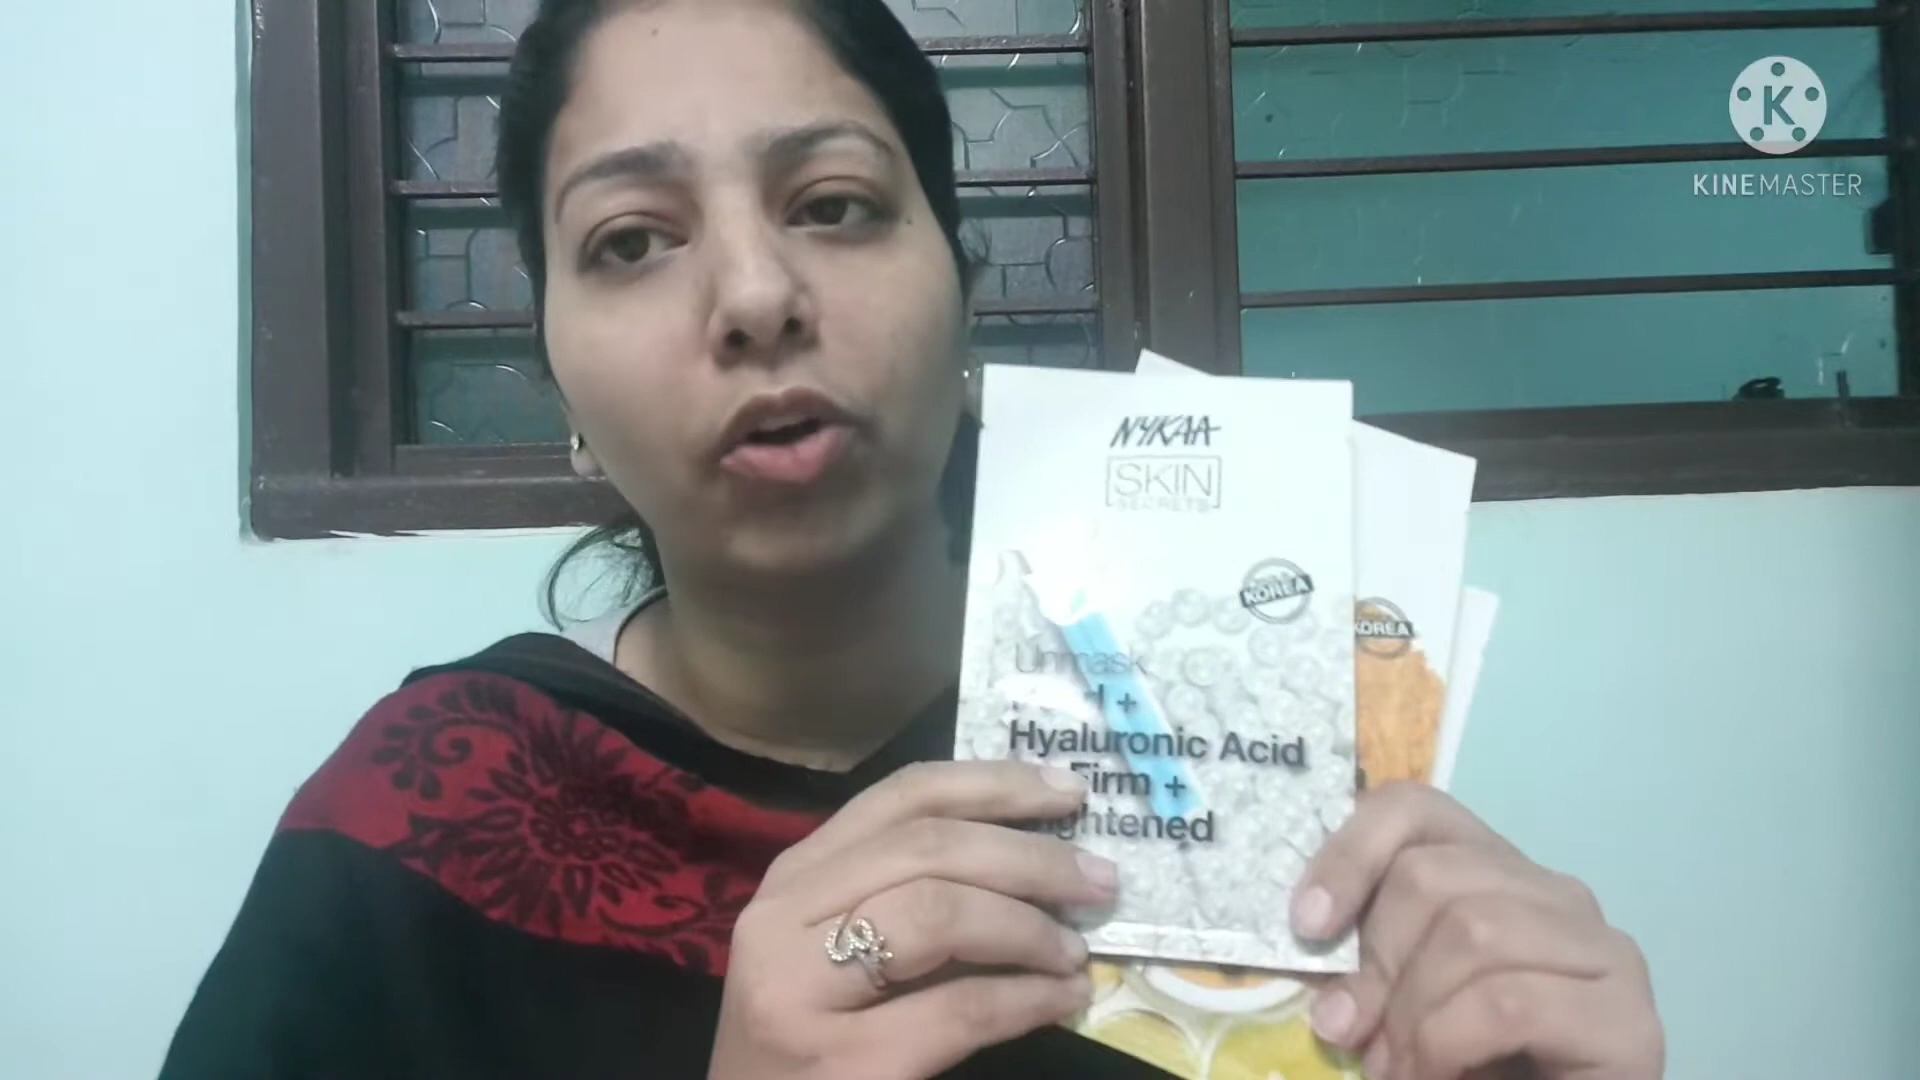 K
KINEMASTER
NYKAA
SKIN
SECRETS
KOREA
KOREA
Unmask
+
Hyaluronic Acid
Firm +